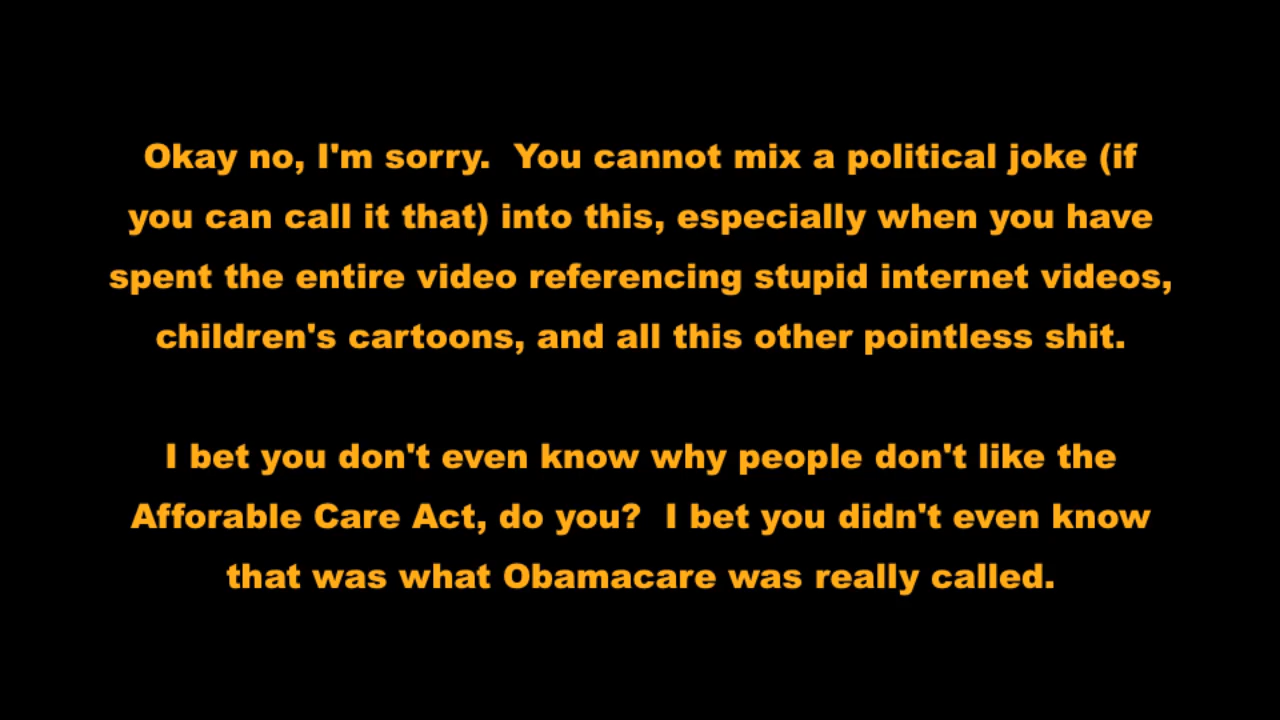 Okay no, I'm sorry.  You cannot mix a political joke (if
you can call it that) into this, especially when you have
spent the entire video referencing stupid internet videos,
children's cartoons, and all this other pointless shit.
I bet you don't even know why people don't like the
Afforable Care Act, do you?  I bet you didn't even know
that was what Obamacare was really called.